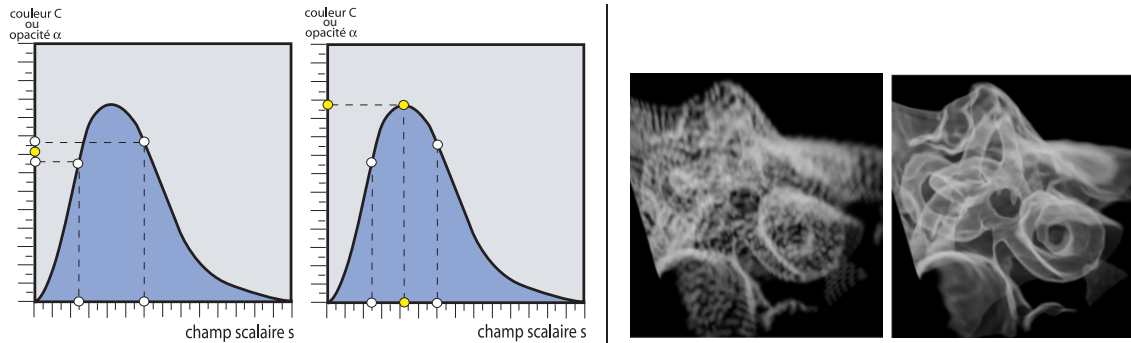 couleur C
ou
opacité α
champ scalaire s
couleur C
ou
opacité α
champ scalaire s